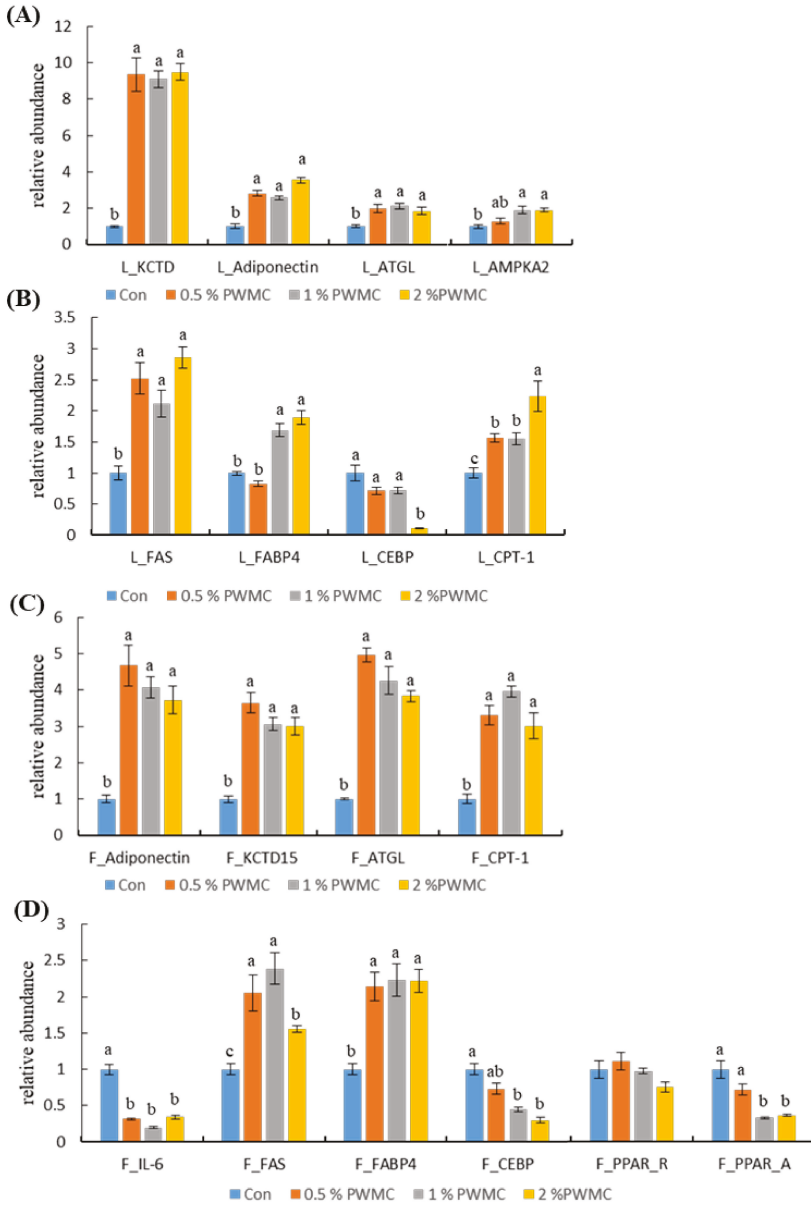 (A)
12
10
8
6
4
2
0
relative abundance
b a a a
b a a a
b a a a
b ab a a
L_KCTD L_Adiponectin L_ATGL L_AMPKA2
Con 0.5 % PWMC 1 % PWMC 2 %PWMC
(B)
3.5
3
2.5
2
1.5
1
0.5
0
relative abundance
b a a a
b b a a
a a a b
c b b a
L_FAS L_FABP4 L_CEBP L_CPT-1
Con 0.5 % PWMC 1 % PWMC 2 %PWMC
(C)
6
5
4
3
2
1
0
relative abundance
b a a a
b a a a
b a a a
b a a a
F_Adiponectin F_KCTD15 F_ATGL F_CPT-1
Con 0.5 % PWMC 1 % PWMC 2 %PWMC
(D)
3
2.5
2
1.5
1
0.5
0
relative abundance
a b b b
c a a b
b a a a
a ab b b
a a b b
F_IL-6 F_FAS F_FABP4 F_CEBP F_PPAR_R F_PPAR_A
Con 0.5 % PWMC 1 % PWMC 2 %PWMC